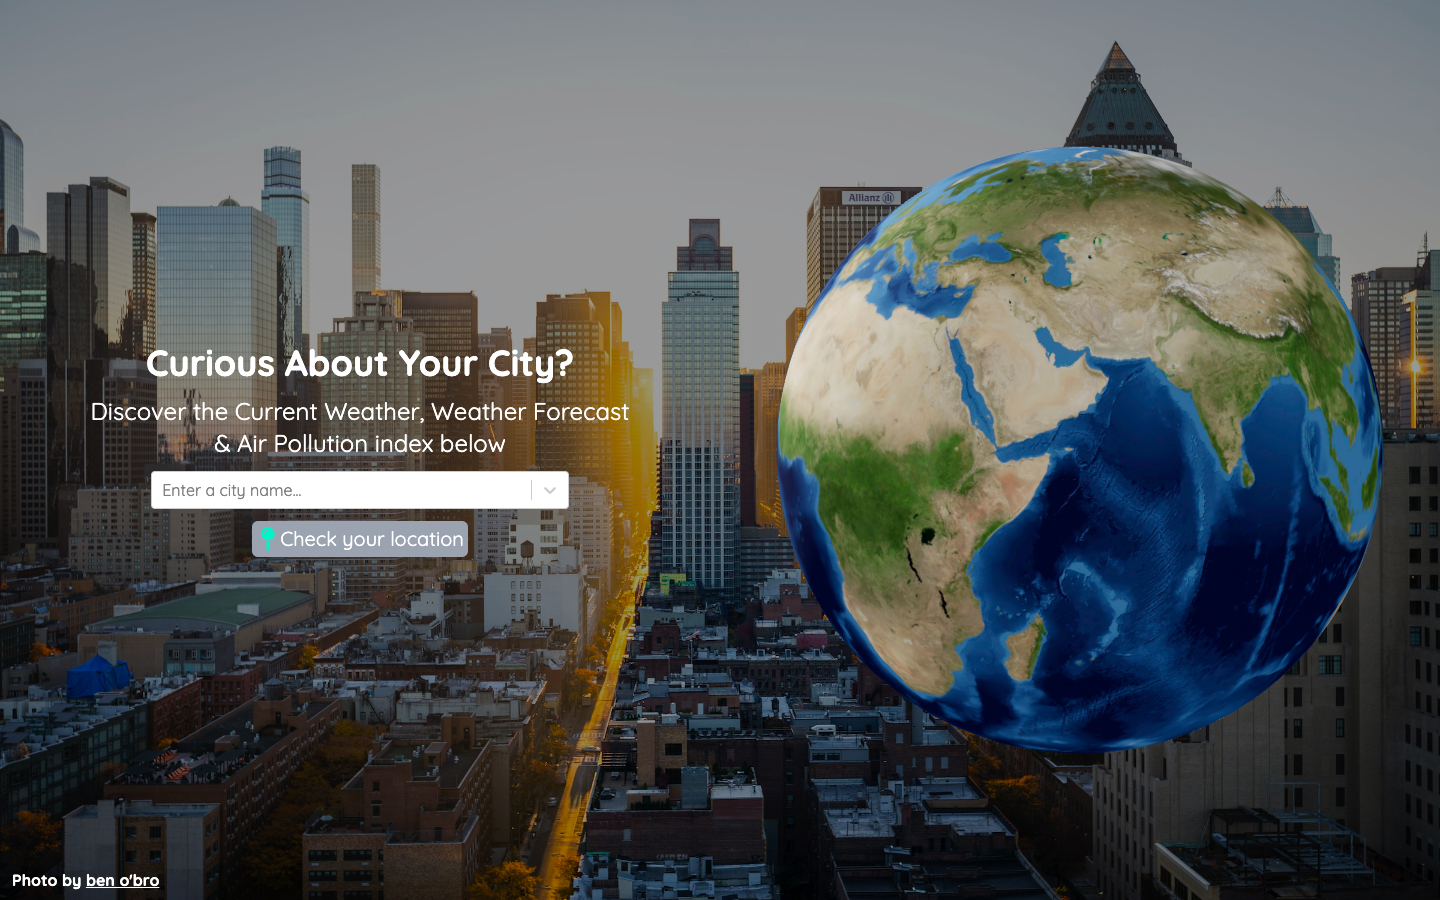 Allianz
Curious About Your City?
Discover the Current Weather, Weather Forecast
& Air Pollution index below
Enter a city name...
Check your location
Photo by ben o'bro